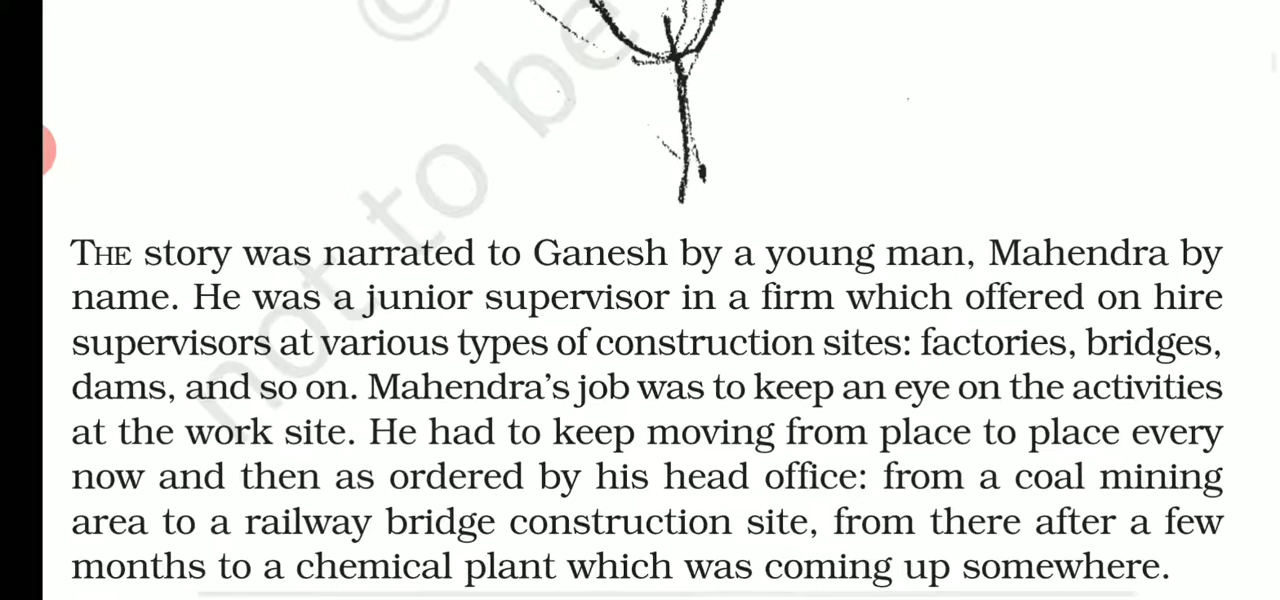 ©
not to be
THE story was narrated to Ganesh by a young man, Mahendra by
name. He was a junior supervisor in a firm which offered on hire
supervisors at various types of construction sites: factories, bridges,
dams, and so on. Mahendra’s job was to keep an eye on the activities
at the work site. He had to keep moving from place to place every
now and then as ordered by his head office: from a coal mining
area to a railway bridge construction site, from there after a few
months to a chemical plant which was coming up somewhere.